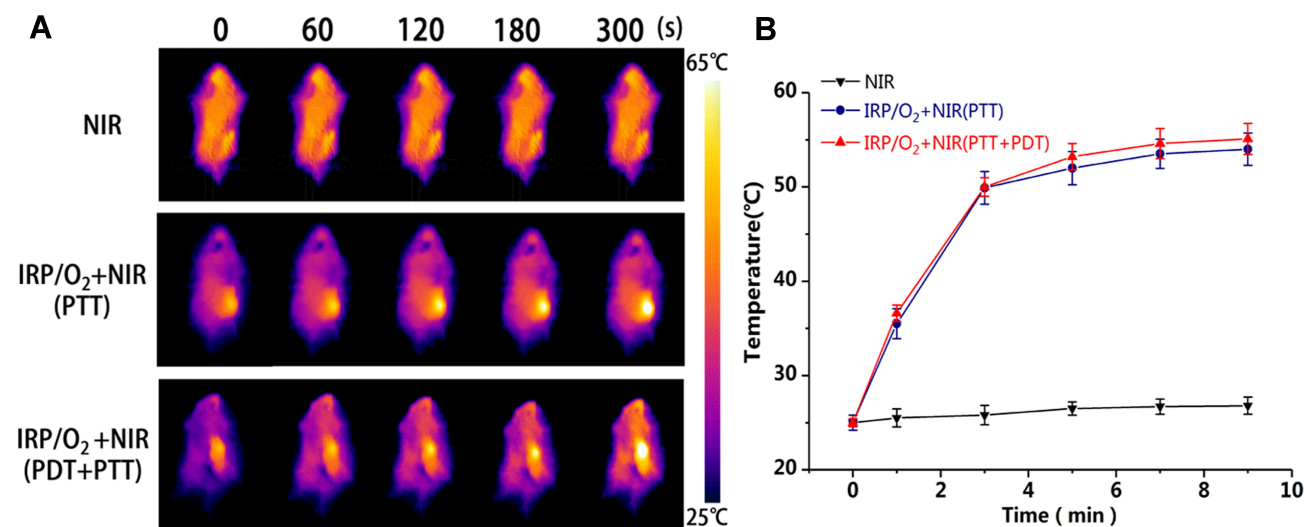 A
0 60 120 180 300 (s)
NIR
IRP/O₂+NIR
(PTT)
IRP/O₂ +NIR
(PDT+PTT)
65℃
25℃
B
NIR
IRP/O₂+NIR(PTT)
IRP/O₂+NIR(PTT+PDT)
Temperature(℃)
60
50
40
30
20
0 2 4 6 8 10
Time ( min )